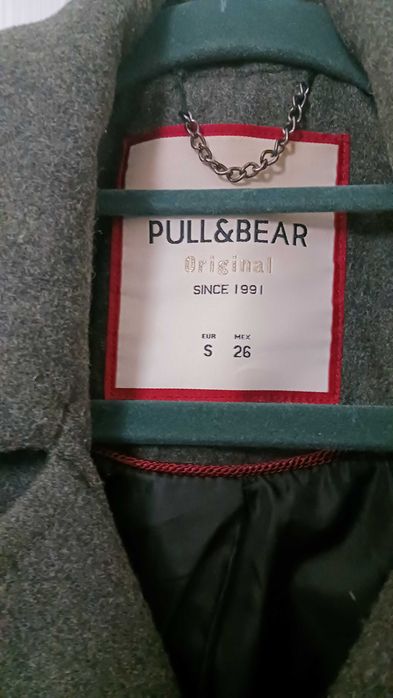 PULL&BEAR
Original
SINCE 1991
EUR MEX
S 26